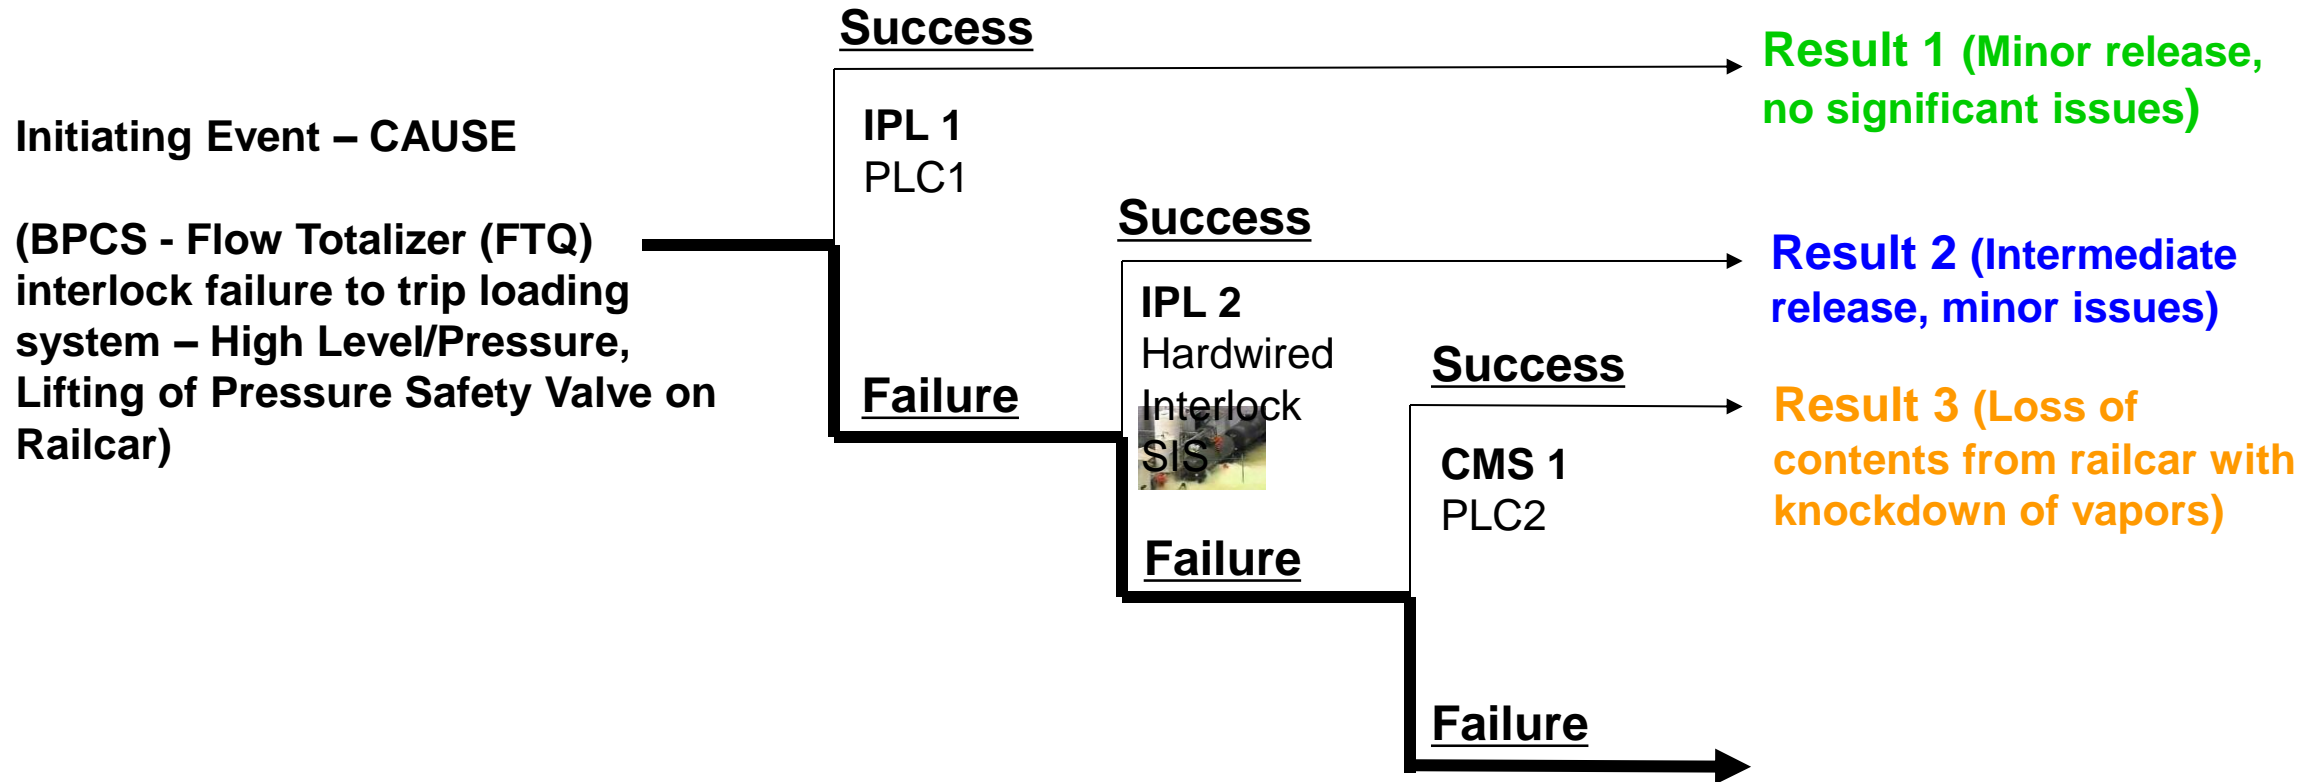 Success
Result 1 (Minor release,
no significant issues)
Initiating Event – CAUSE
IPL 1
PLC1
(BPCS - Flow Totalizer (FTQ)
interlock failure to trip loading
system – High Level/Pressure,
Lifting of Pressure Safety Valve on
Railcar)
Success
Result 2 (Intermediate
release, minor issues)
IPL 2
Hardwired
Interlock
SIS
Failure
Success
Result 3 (Loss of
contents from railcar with
knockdown of vapors)
CMS 1
PLC2
Failure
Failure